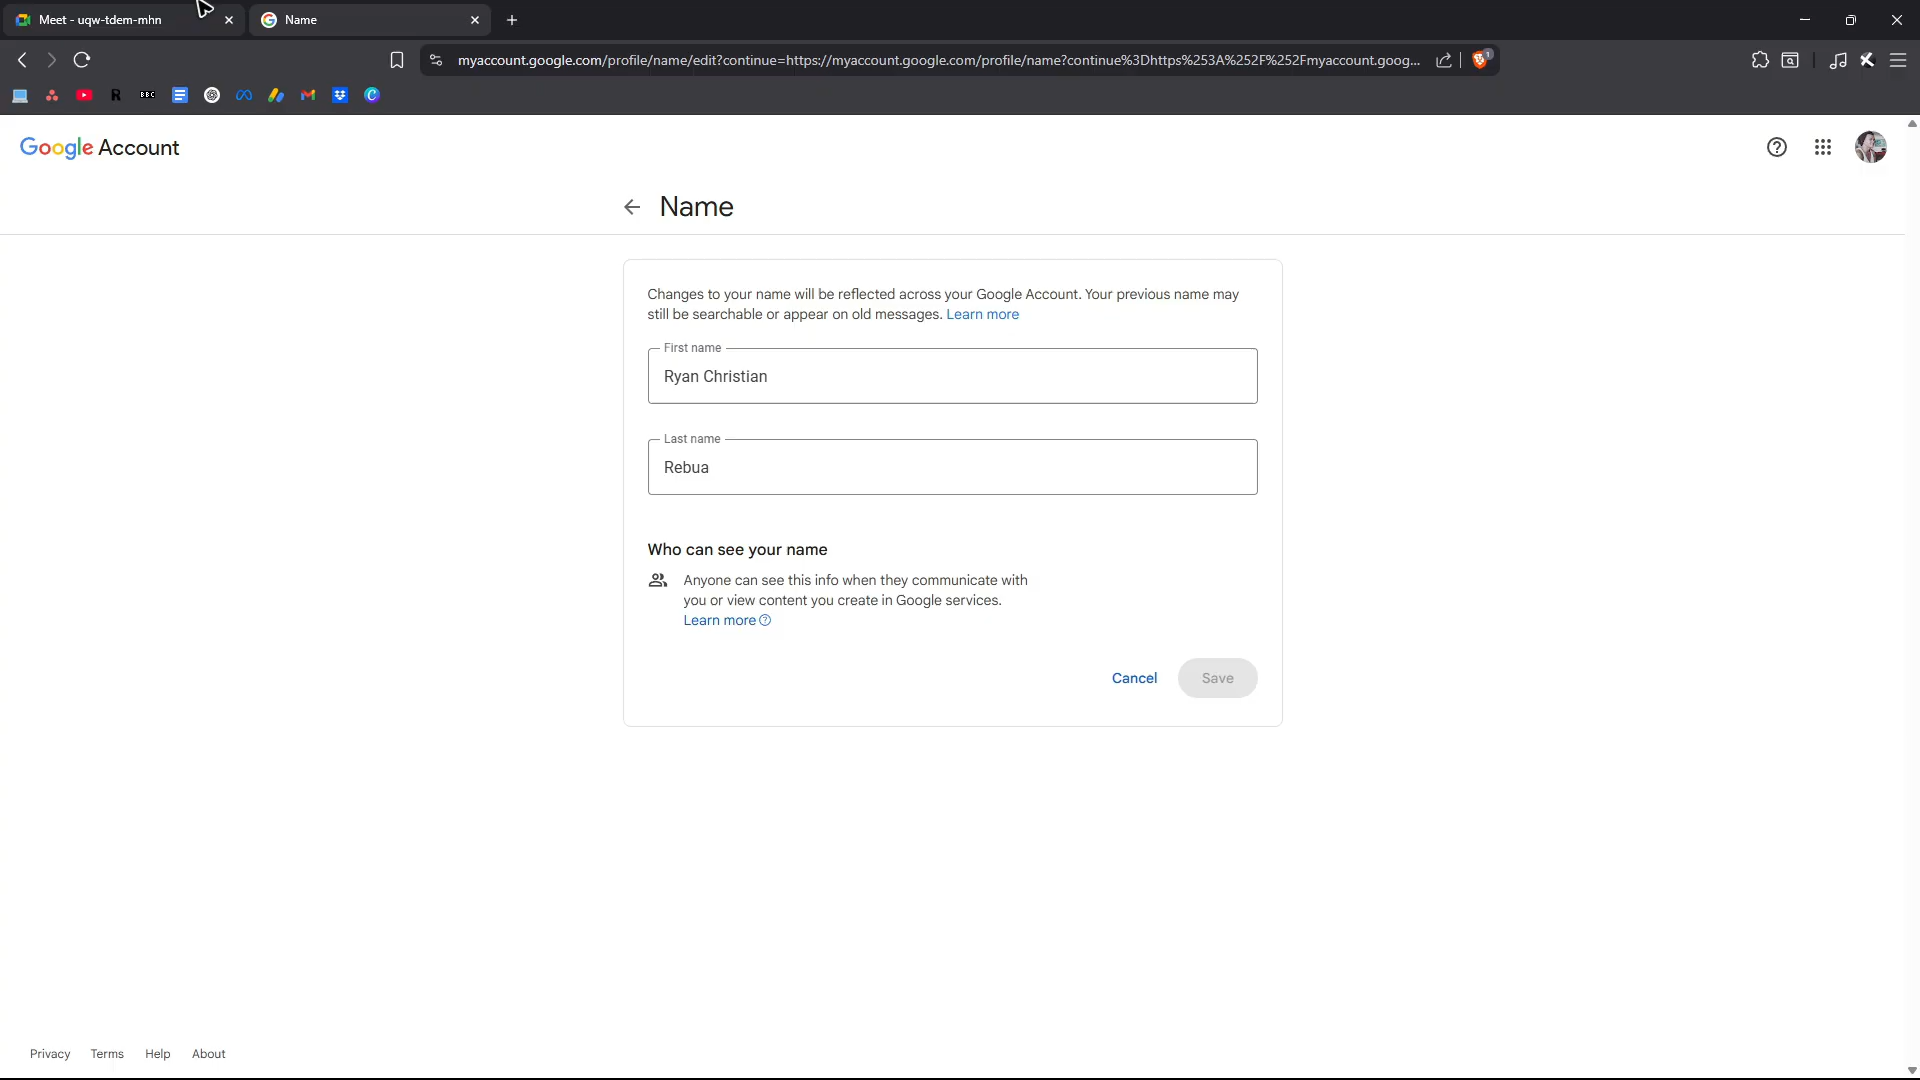 Meet - uqw-tdem-mhn
Name
myaccount.google.com/profile/name/edit?continue=https://myaccount.google.com/profile/name?continue%3Dhttps%253A%252F%252Fmyaccount.goog...
1
R
BBC
Google Account
Name
Changes to your name will be reflected across your Google Account. Your previous name may
still be searchable or appear on old messages. Learn more
First name
Ryan Christian
Last name
Rebua
Who can see your name
Anyone can see this info when they communicate with
you or view content you create in Google services.
Learn more
Cancel
Save
Privacy
Terms
Help
About